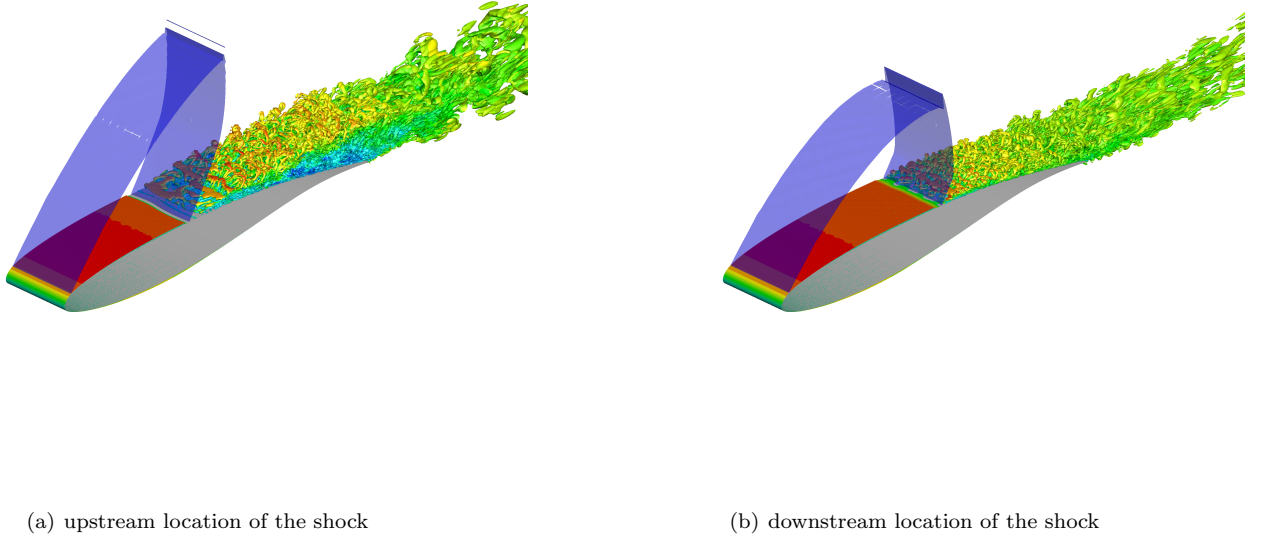 (a) upstream location of the shock
(b) downstream location of the shock